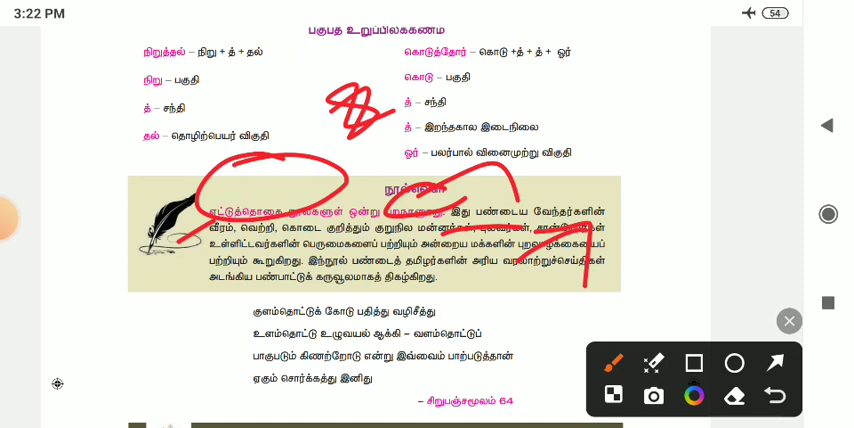 3:22 PM
54
பகுபத உறுப்பிலக்கணம்
நிறுத்தல் – நிறு + த் + தல்
நிறு – பகுதி
த் – சந்தி
தல் – தொழிற்பெயர் விகுதி
கொடுத்தோர் – கொடு +த் + த் + ஓர்
கொடு – பகுதி
த் – சந்தி
த் – இறந்தகால இடைநிலை
ஓர் – பலர்பால் வினைமுற்று விகுதி
நூல்வெளி
எட்டுத்தொகை நூல்களுள் ஒன்று புறநானூறு. இது பண்டைய வேந்தர்களின்
வீரம், வெற்றி, கொடை குறித்தும் குறுநில மன்னர்கள், புலவர்கள், சான்றோர்கள்
உள்ளிட்டவர்களின் பெருமைகளைப் பற்றியும் அன்றைய மக்களின் புறவாழ்க்கையைப்
பற்றியும் கூறுகிறது. இந்நூல் பண்டைத் தமிழர்களின் அரிய வரலாற்றுச்செய்திகள்
அடங்கிய பண்பாட்டுக் கருவூலமாகத் திகழ்கிறது.
குளம்தொட்டுக் கோடு பதித்து வழிசீத்து
உளம்தொட்டு உழுவயல் ஆக்கி – வளம்தொட்டுப்
பாகுபடும் கிணற்றோடு என்று இவ்வைம் பாற்படுத்தான்
ஏகும் சொர்க்கத்து இனிது
– சிறுபஞ்சமூலம் 64